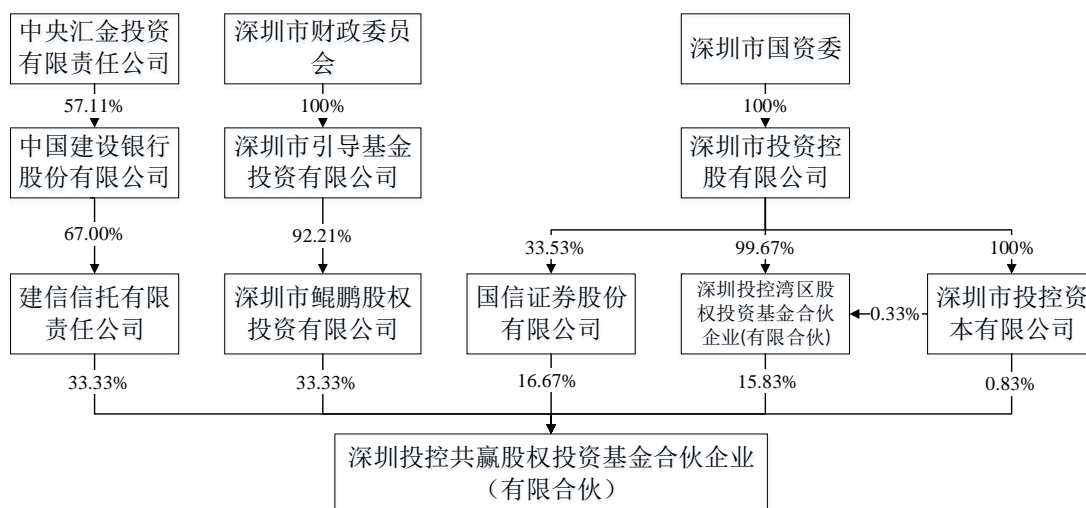 中央汇金投资
有限责任公司
深圳市财政委员
会
深圳市国资委
57.11%
100%
100%
中国建设银行
股份有限公司
深圳市引导基金
投资有限公司
深圳市投资控
股有限公司
67.00%
92.21%
33.53%
99.67%
100%
建信信托有限
责任公司
深圳市鲲鹏股权
投资有限公司
国信证券股份
有限公司
深圳投控湾区股
权投资基金合伙
企业(有限合伙)
0.33%
深圳市投控资
本有限公司
33.33%
33.33%
16.67%
15.83%
0.83%
深圳投控共赢股权投资基金合伙企业
（有限合伙）